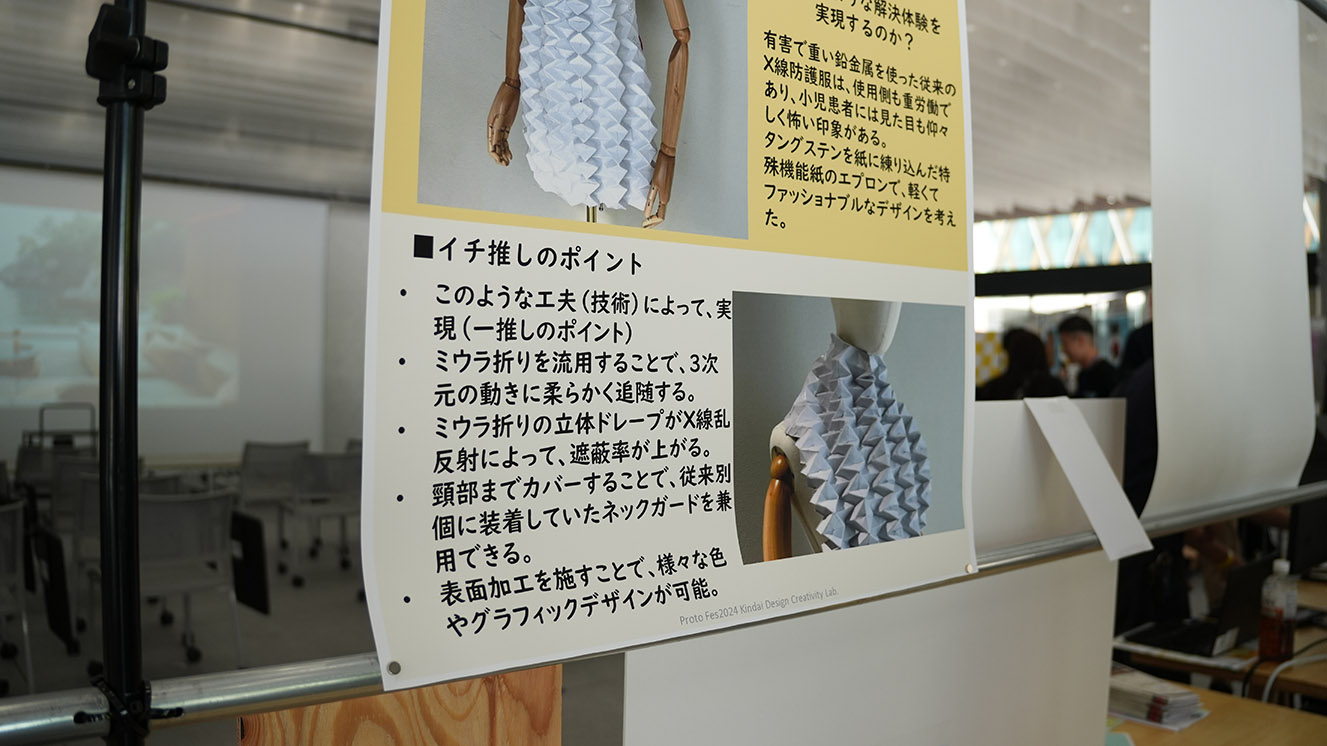 な解決体験を
実現するのか？
有害で重い鉛金属を使った従来の
X線防護服は、使用側も重労働で
あり、小児患者には見た目も仰々
しく怖い印象がある。
タングステンを紙に練り込んだ特
殊機能紙のエプロンで、軽くて
ファッショナブルなデザインを考え
た。
■イチ推しのポイント
• このような工夫（技術）によって、実
現（一推しのポイント）
• ミウラ折りを流用することで、3次
元の動きに柔らかく追随する。
• ミウラ折りの立体ドレープがX線乱
反射によって、遮蔽率が上がる。
• 頸部までカバーすることで、従来別
個に装着していたネックガードを兼
用できる。
• 表面加工を施すことで、様々な色
やグラフィックデザインが可能。
Proto Fes2024 Kindai Design Creativity Lab.